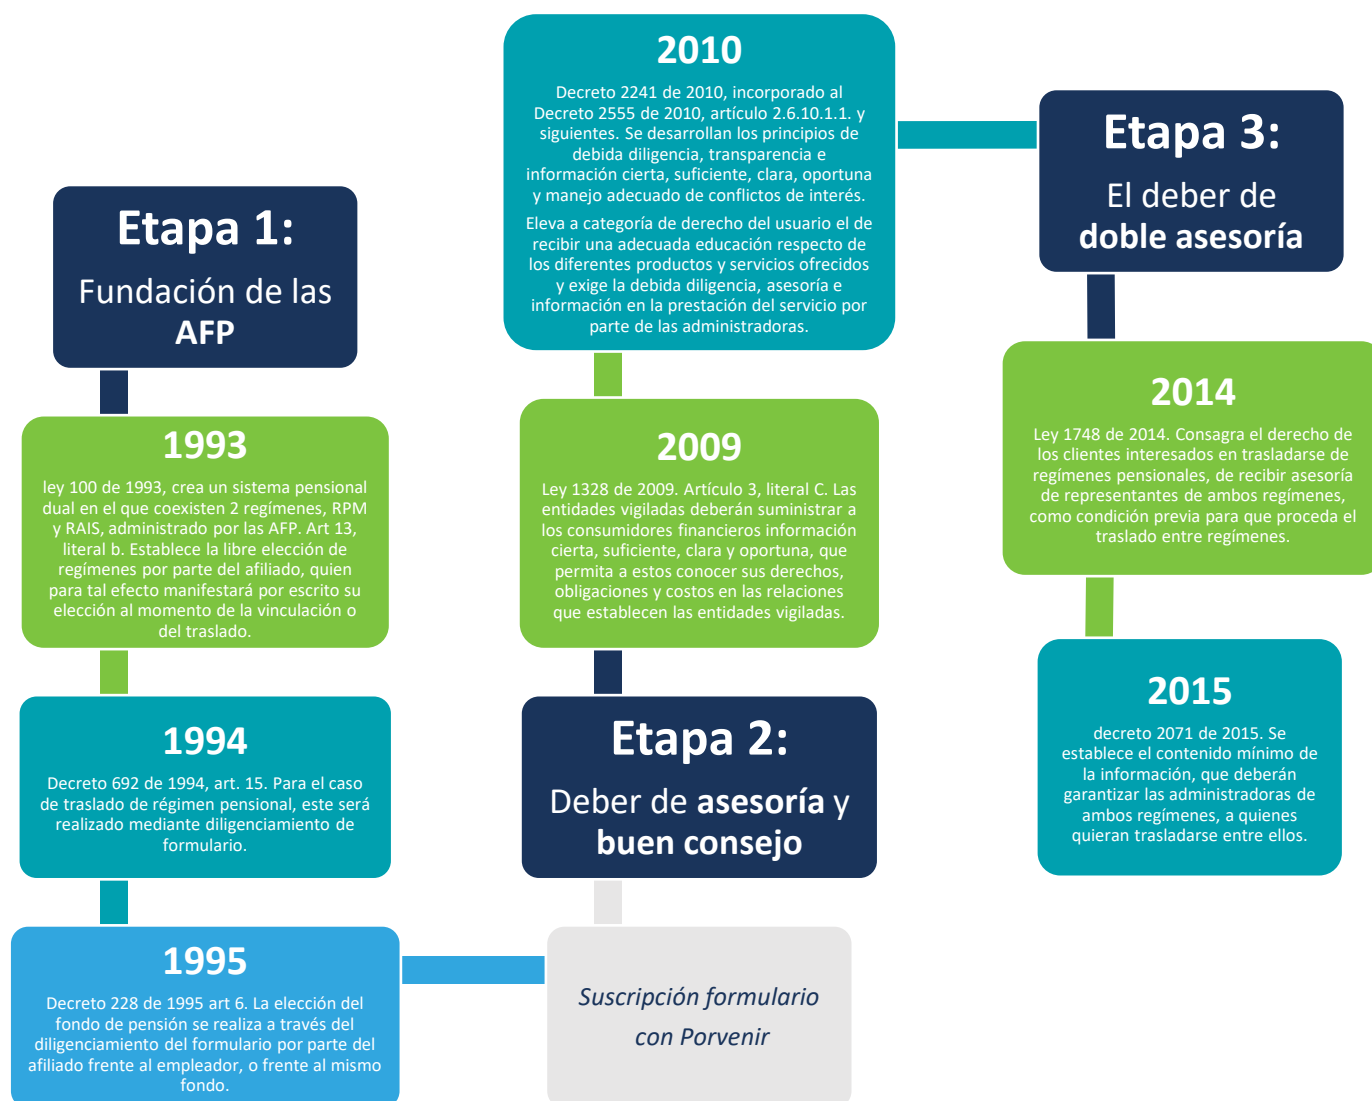 Etapa 1:
Fundación de las
AFP
1993
ley 100 de 1993, crea un sistema pensional
dual en el que coexisten 2 regímenes, RPM
y RAIS, administrado por las AFP. Art 13,
literal b. Establece la libre elección de
regímenes por parte del afiliado, quien
para tal efecto manifestará por escrito su
elección al momento de la vinculación o
del traslado.
1994
Decreto 692 de 1994, art. 15. Para el caso
de traslado de régimen pensional, este será
realizado mediante diligenciamiento de
formulario.
1995
Decreto 228 de 1995 art 6. La elección del
fondo de pensión se realiza a través del
diligenciamiento del formulario por parte del
afiliado frente al empleador, o frente al mismo
fondo.
Suscripción formulario
con Porvenir
Etapa 2:
Deber de asesoría y
buen consejo
2009
Ley 1328 de 2009. Artículo 3, literal C. Las
entidades vigiladas deberán suministrar a
los consumidores financieros información
cierta, suficiente, clara y oportuna, que
permita a estos conocer sus derechos,
obligaciones y costos en las relaciones
que establecen las entidades vigiladas.
2010
Decreto 2241 de 2010, incorporado al
Decreto 2555 de 2010, artículo 2.6.10.1.1. y
siguientes. Se desarrollan los principios de
debida diligencia, transparencia e
información cierta, suficiente, clara, oportuna
y manejo adecuado de conflictos de interés.
Eleva a categoría de derecho del usuario el de
recibir una adecuada educación respecto de
los diferentes productos y servicios ofrecidos
y exige la debida diligencia, asesoría e
información en la prestación del servicio por
parte de las administradoras.
Etapa 3:
El deber de
doble asesoría
2014
Ley 1748 de 2014. Consagra el derecho de
los clientes interesados en trasladarse de
regímenes pensionales, de recibir asesoría
de representantes de ambos regímenes,
como condición previa para que proceda el
traslado entre regímenes.
2015
decreto 2071 de 2015. Se
establece el contenido mínimo de
la información, que deberán
garantizar las administradoras de
ambos regímenes, a quienes
quieran trasladarse entre ellos.